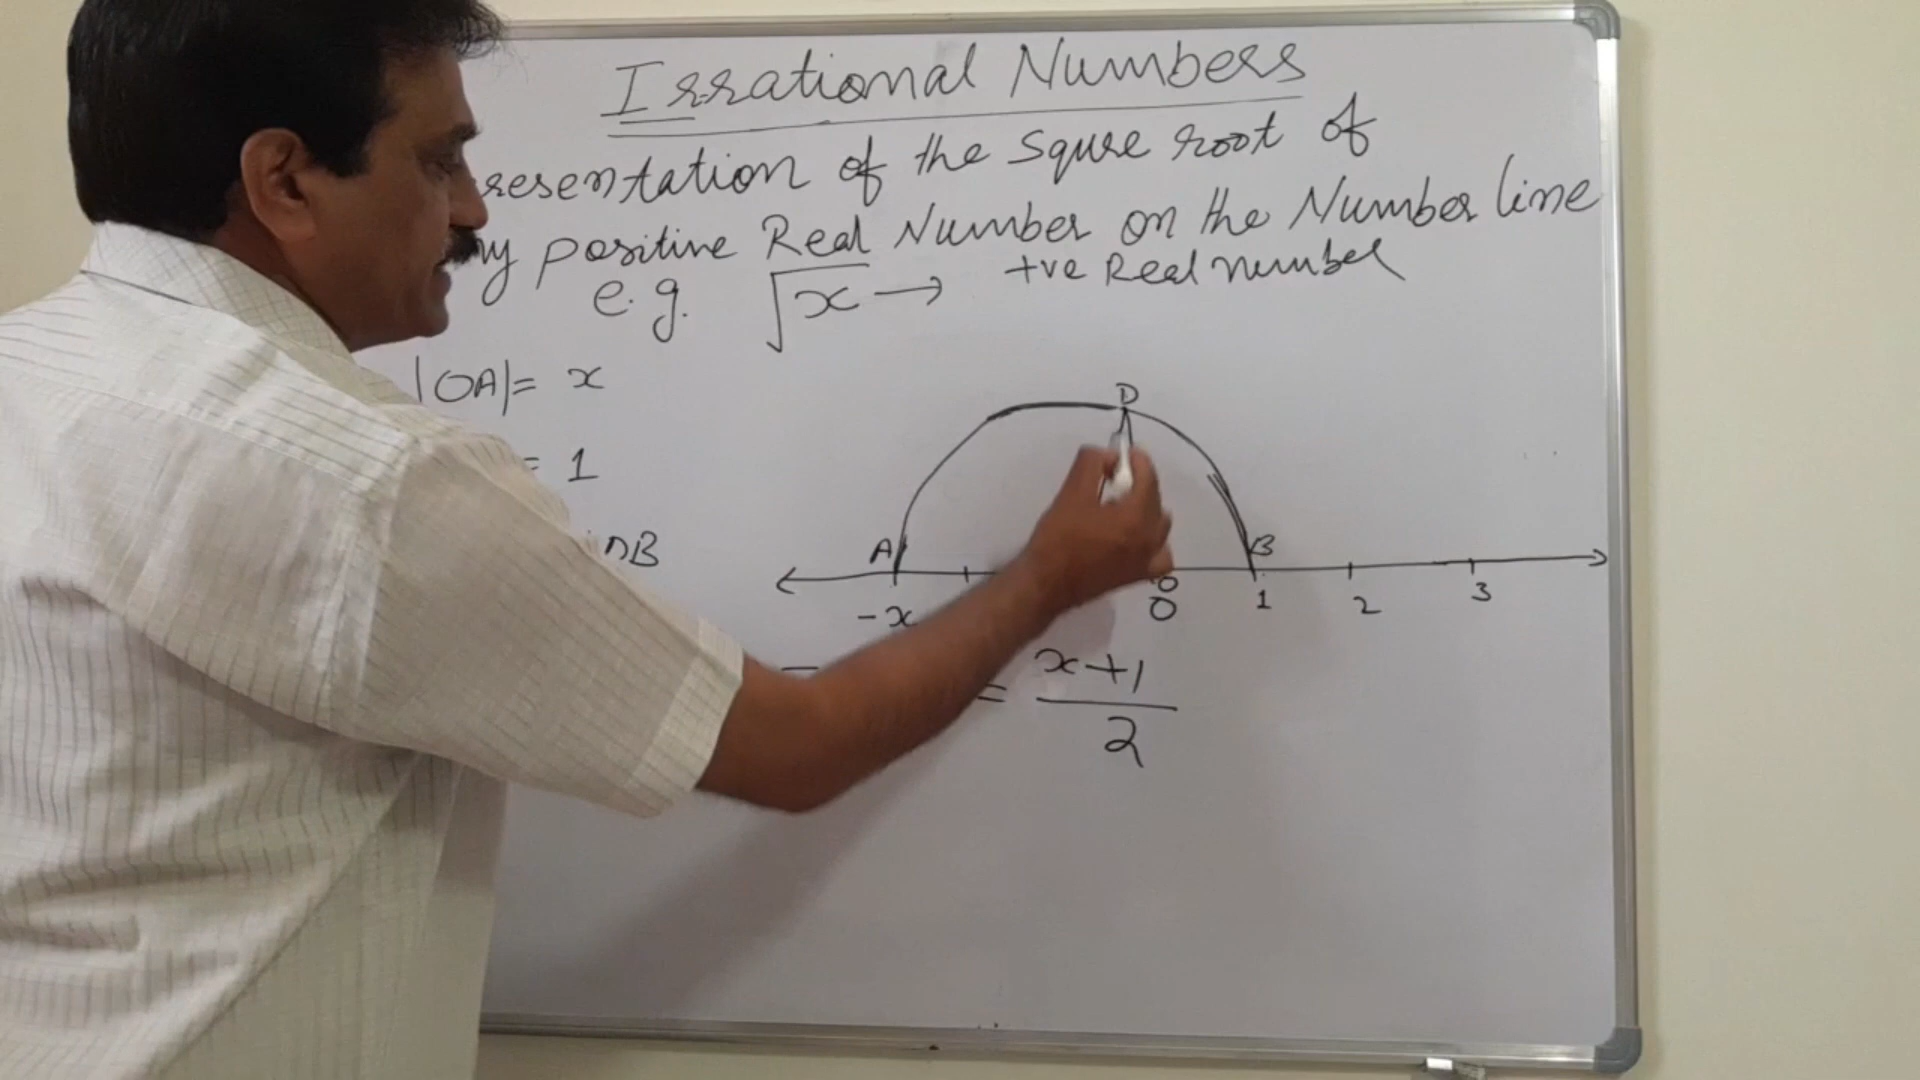 Irrational Numbers
resentation of the squre root of
ny positive Real Number on the Number line
e.g. √x → +ve Real number
|OA| = x
= 1
D
A
B
-x
O
0
1
2
3
= x+1
2